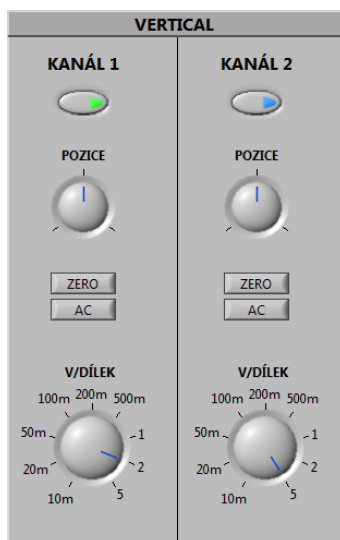 VERTICAL
KANÁL 1
POZICE
ZERO
AC
V/DÍLEK
100m 200m 500m
50m 1
20m 2
10m 5
KANÁL 2
POZICE
ZERO
AC
V/DÍLEK
100m 200m 500m
50m 1
20m 2
10m 5